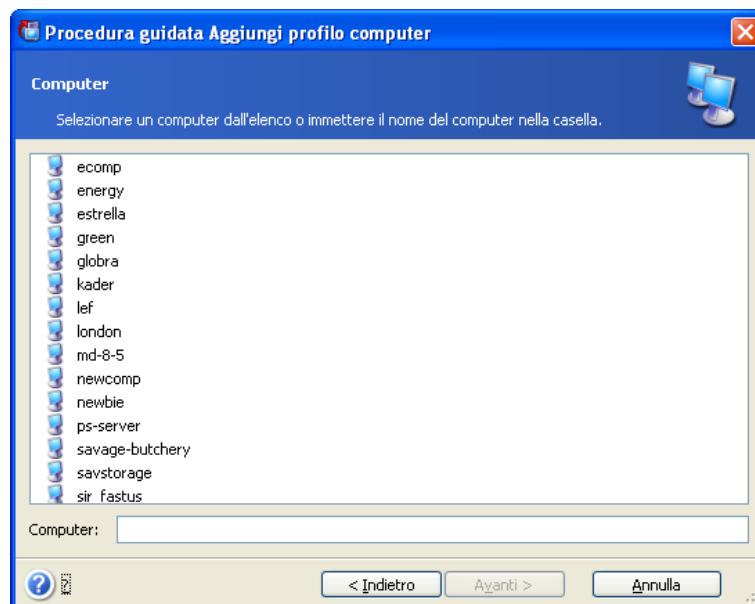 Procedura guidata Aggiungi profilo computer
Computer
Selezionare un computer dall'elenco o immettere il nome del computer nella casella.
ecomp
energy
estrella
green
globra
kader
lef
london
md-8-5
newcomp
newbie
ps-server
savage-butchery
savstorage
sir_fastus
Computer:
? ? < Indietro Avanti > Annulla